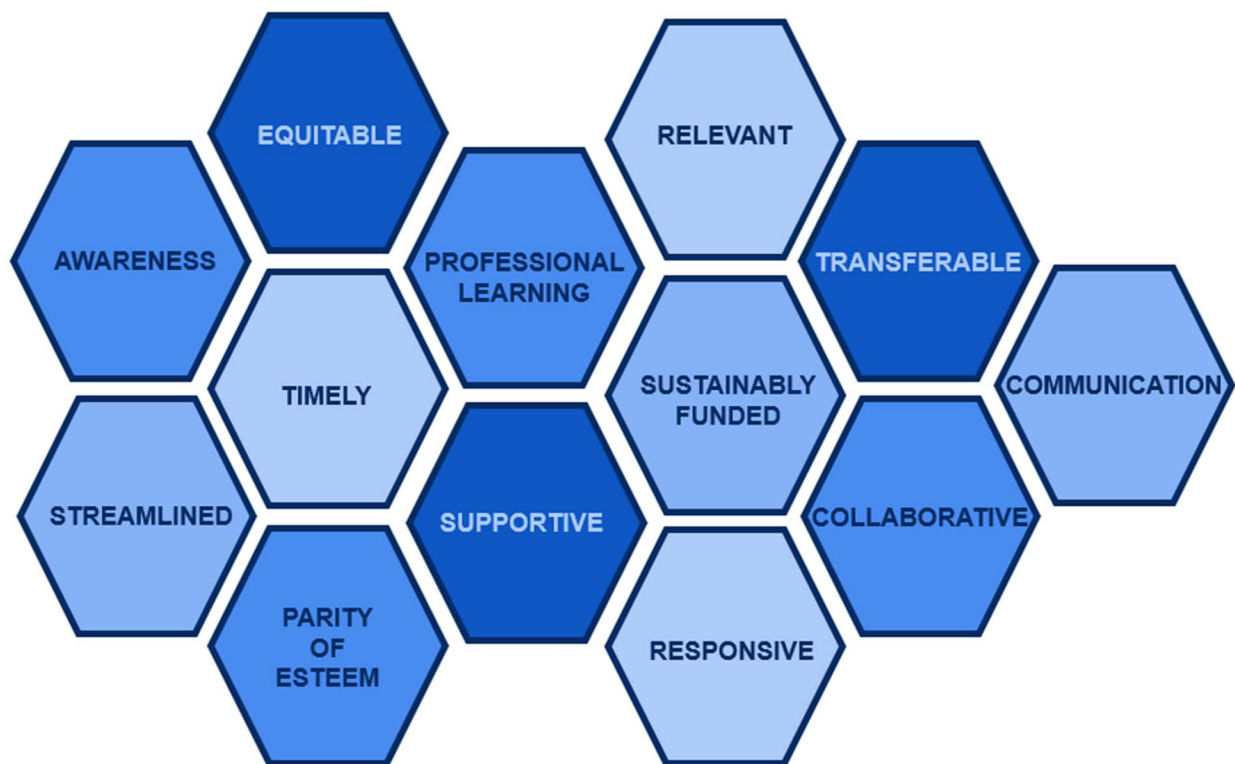 EQUITABLE
RELEVANT
AWARENESS
PROFESSIONAL
LEARNING
TRANSFERABLE
TIMELY
SUSTAINABLY
FUNDED
COMMUNICATION
STREAMLINED
SUPPORTIVE
COLLABORATIVE
PARITY
OF
ESTEEM
RESPONSIVE